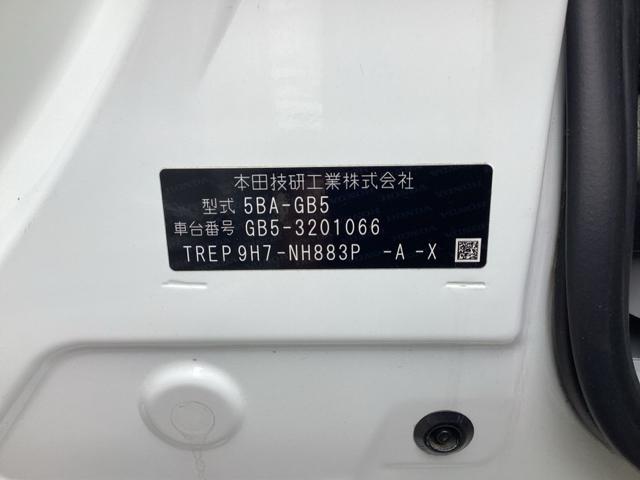 本田技研工業株式会社
型式 5BA-GB5
車台番号 GB5-3201066
TREP 9H7-NH883P -A -X